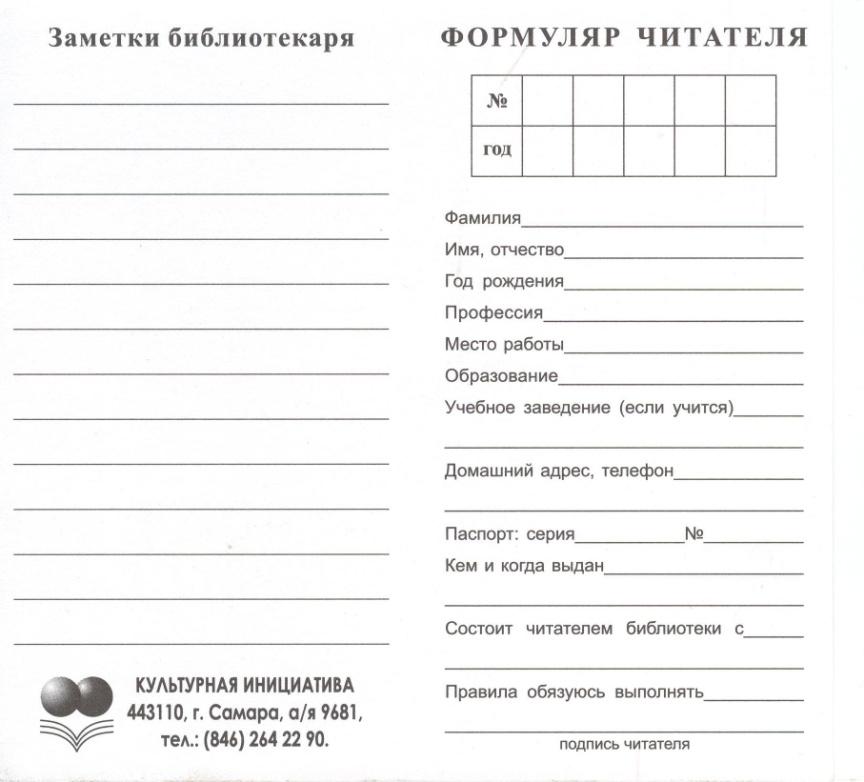 Заметки библиотекаря
КУЛЬТУРНАЯ ИНИЦИАТИВА
443110, г. Самара, а/я 9681,
тел.: (846) 264 22 90.
ФОРМУЛЯР ЧИТАТЕЛЯ
№
год
Фамилия
Имя, отчество
Год рождения
Профессия
Место работы
Образование
Учебное заведение (если учится)
Домашний адрес, телефон
Паспорт: серия №
Кем и когда выдан
Состоит читателем библиотеки с
Правила обязуюсь выполнять
подпись читателя